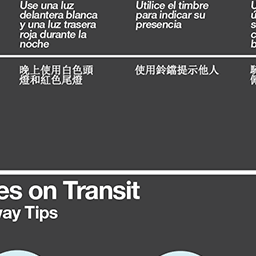 Use una luz
delantera blanca
y una luz trasera
roja durante la
noche
Utilice el timbre
para indicar su
presencia
晚上使用白色頭
燈和紅色尾燈
使用鈴鐺提示他人
es on Transit
way Tips